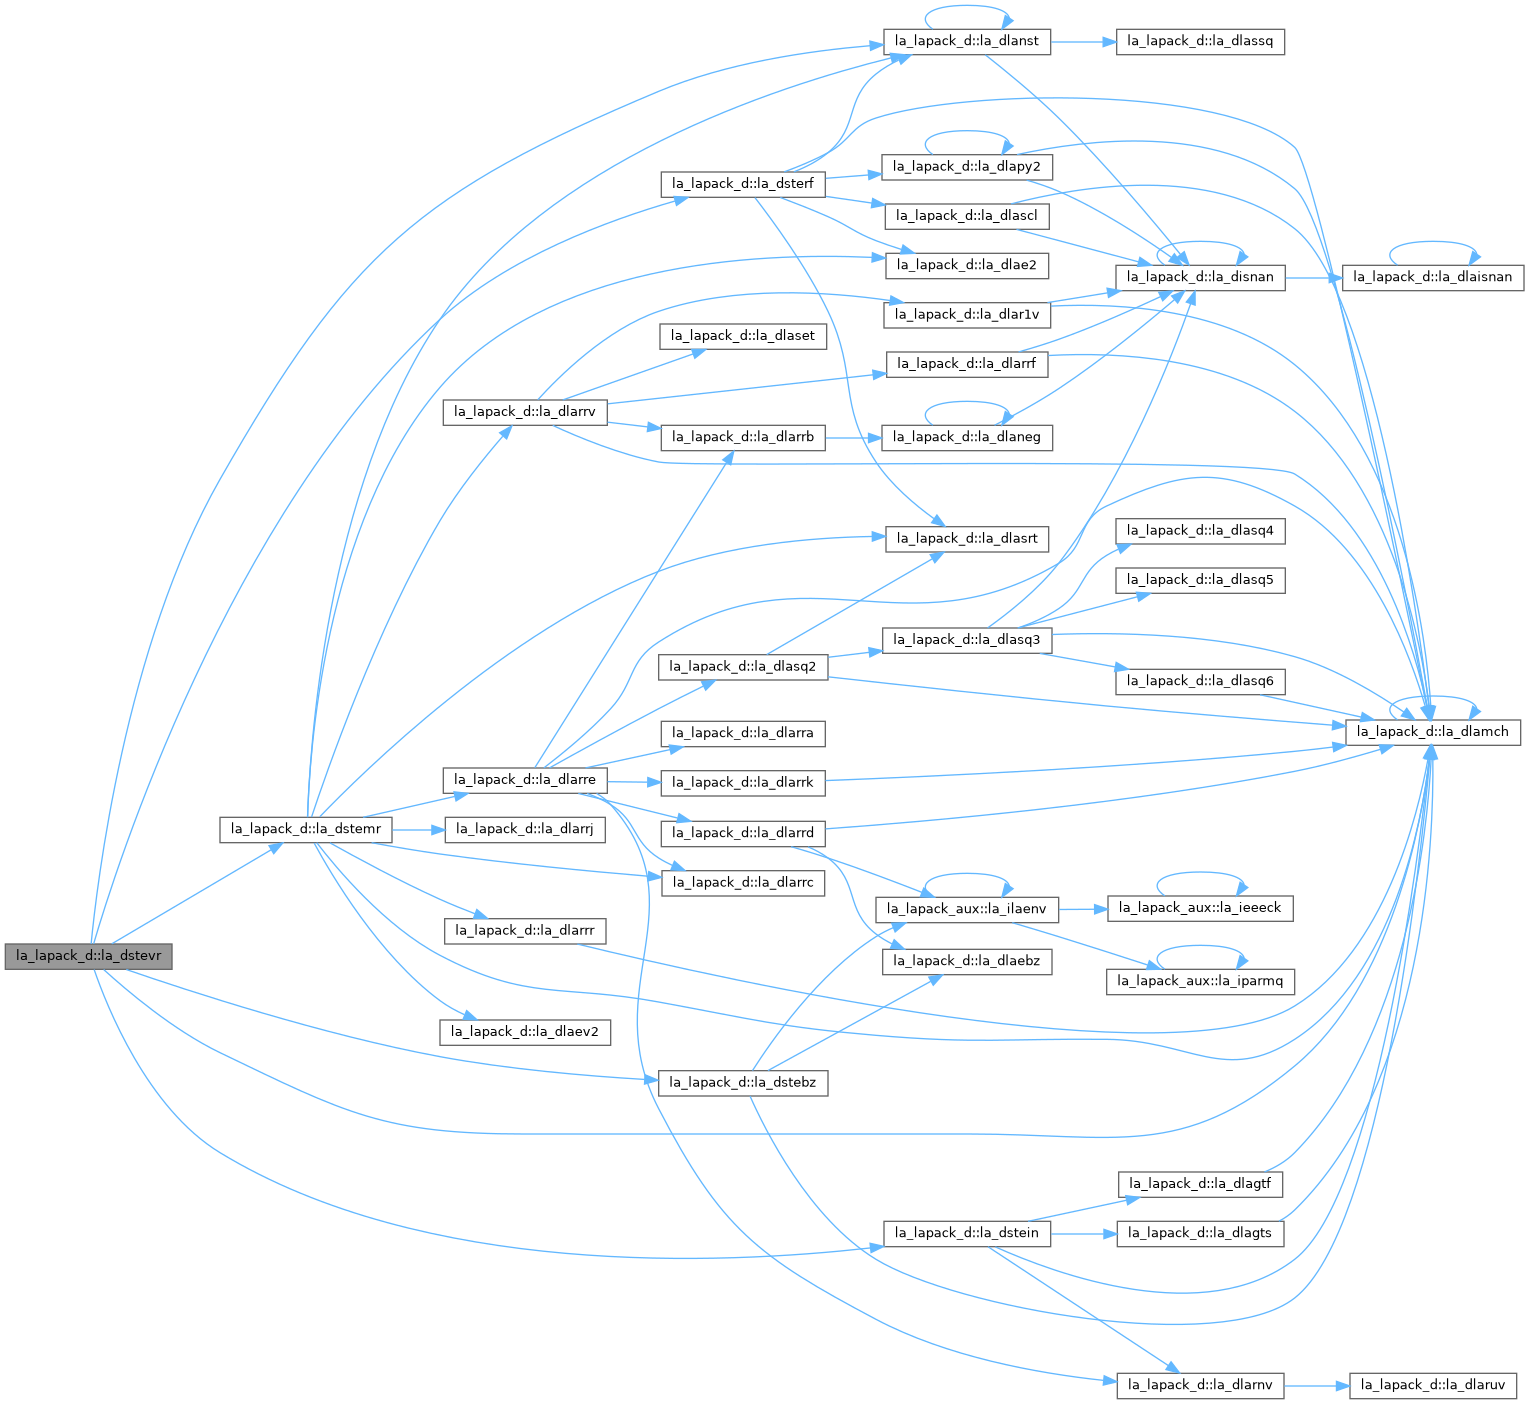 la_lapack_d::la_dlanst
la_lapack_d::la_dlassq
la_lapack_d::la_dlapy2
la_lapack_d::la_dsterf
la_lapack_d::la_dlascl
la_lapack_d::la_dlae2
la_lapack_d::la_disnan
la_lapack_d::la_dlaisnan
la_lapack_d::la_dlar1v
la_lapack_d::la_dlaset
la_lapack_d::la_dlarrf
la_lapack_d::la_dlarrv
la_lapack_d::la_dlarrb
la_lapack_d::la_dlaneg
la_lapack_d::la_dlasq4
la_lapack_d::la_dlasrt
la_lapack_d::la_dlasq5
la_lapack_d::la_dlasq3
la_lapack_d::la_dlasq2
la_lapack_d::la_dlasq6
la_lapack_d::la_dlamch
la_lapack_d::la_dlarra
la_lapack_d::la_dlarre
la_lapack_d::la_dlarrk
la_lapack_d::la_dstemr
la_lapack_d::la_dlarrj
la_lapack_d::la_dlarrd
la_lapack_d::la_dlarrc
la_lapack_aux::la_ilaenv
la_lapack_aux::la_ieeeck
la_lapack_d::la_dlarrr
la_lapack_d::la_dstevr
la_lapack_d::la_dlaebz
la_lapack_aux::la_iparmq
la_lapack_d::la_dlaev2
la_lapack_d::la_dstebz
la_lapack_d::la_dlagtf
la_lapack_d::la_dstein
la_lapack_d::la_dlagts
la_lapack_d::la_dlarnv
la_lapack_d::la_dlaruv